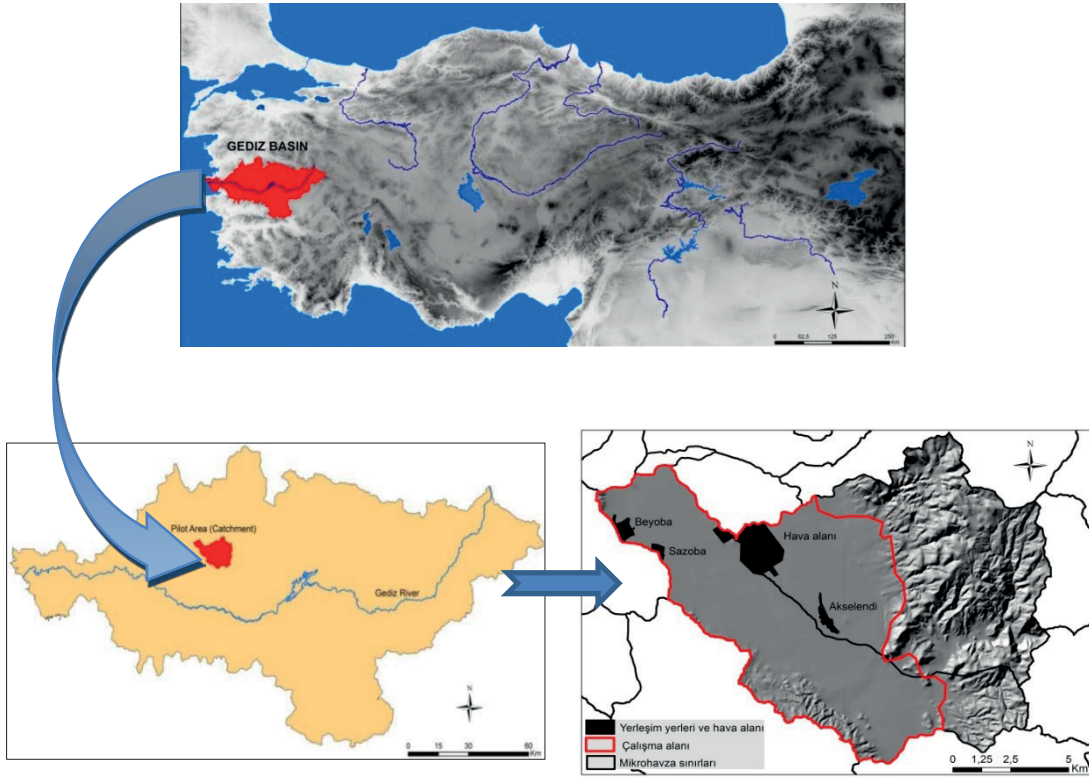 GEDIZ BASIN
N
0 62,5 125 250
Km
Pilot Area (Catchment)
Gediz River
N
0 15 30 60
Km
N
Beyoba
Sazoba
Hava alanı
Akselendi
Yerleşim yerleri ve hava alanı
Çalışma alanı
Mikrohavza sınırları
0 1,25 2,5 5
Km